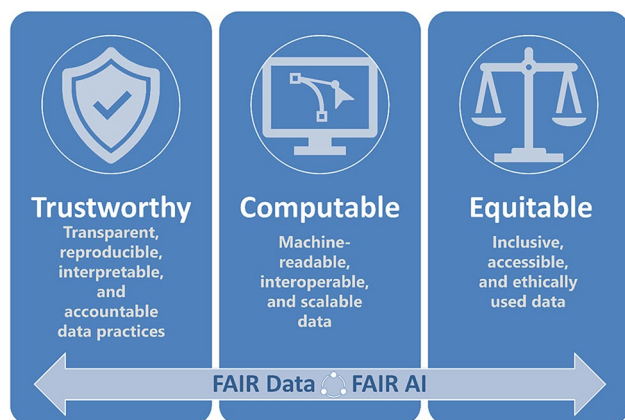 Trustworthy
Transparent,
reproducible,
interpretable,
and
accountable
data practices
Computable
Machine-
readable,
interoperable,
and scalable
data
Equitable
Inclusive,
accessible,
and ethically
used data
FAIR Data FAIR AI